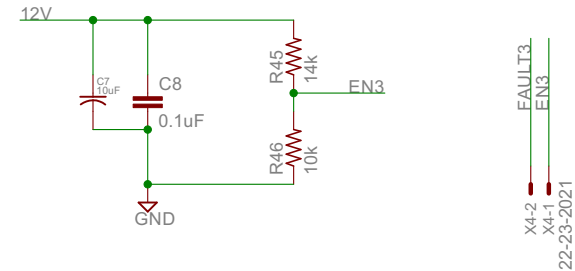 12V
C7
10uF
C8
0.1uF
R45
14k
EN3
R46
10k
GND
FAULT3
EN3
X4-2
X4-1
22-23-2021